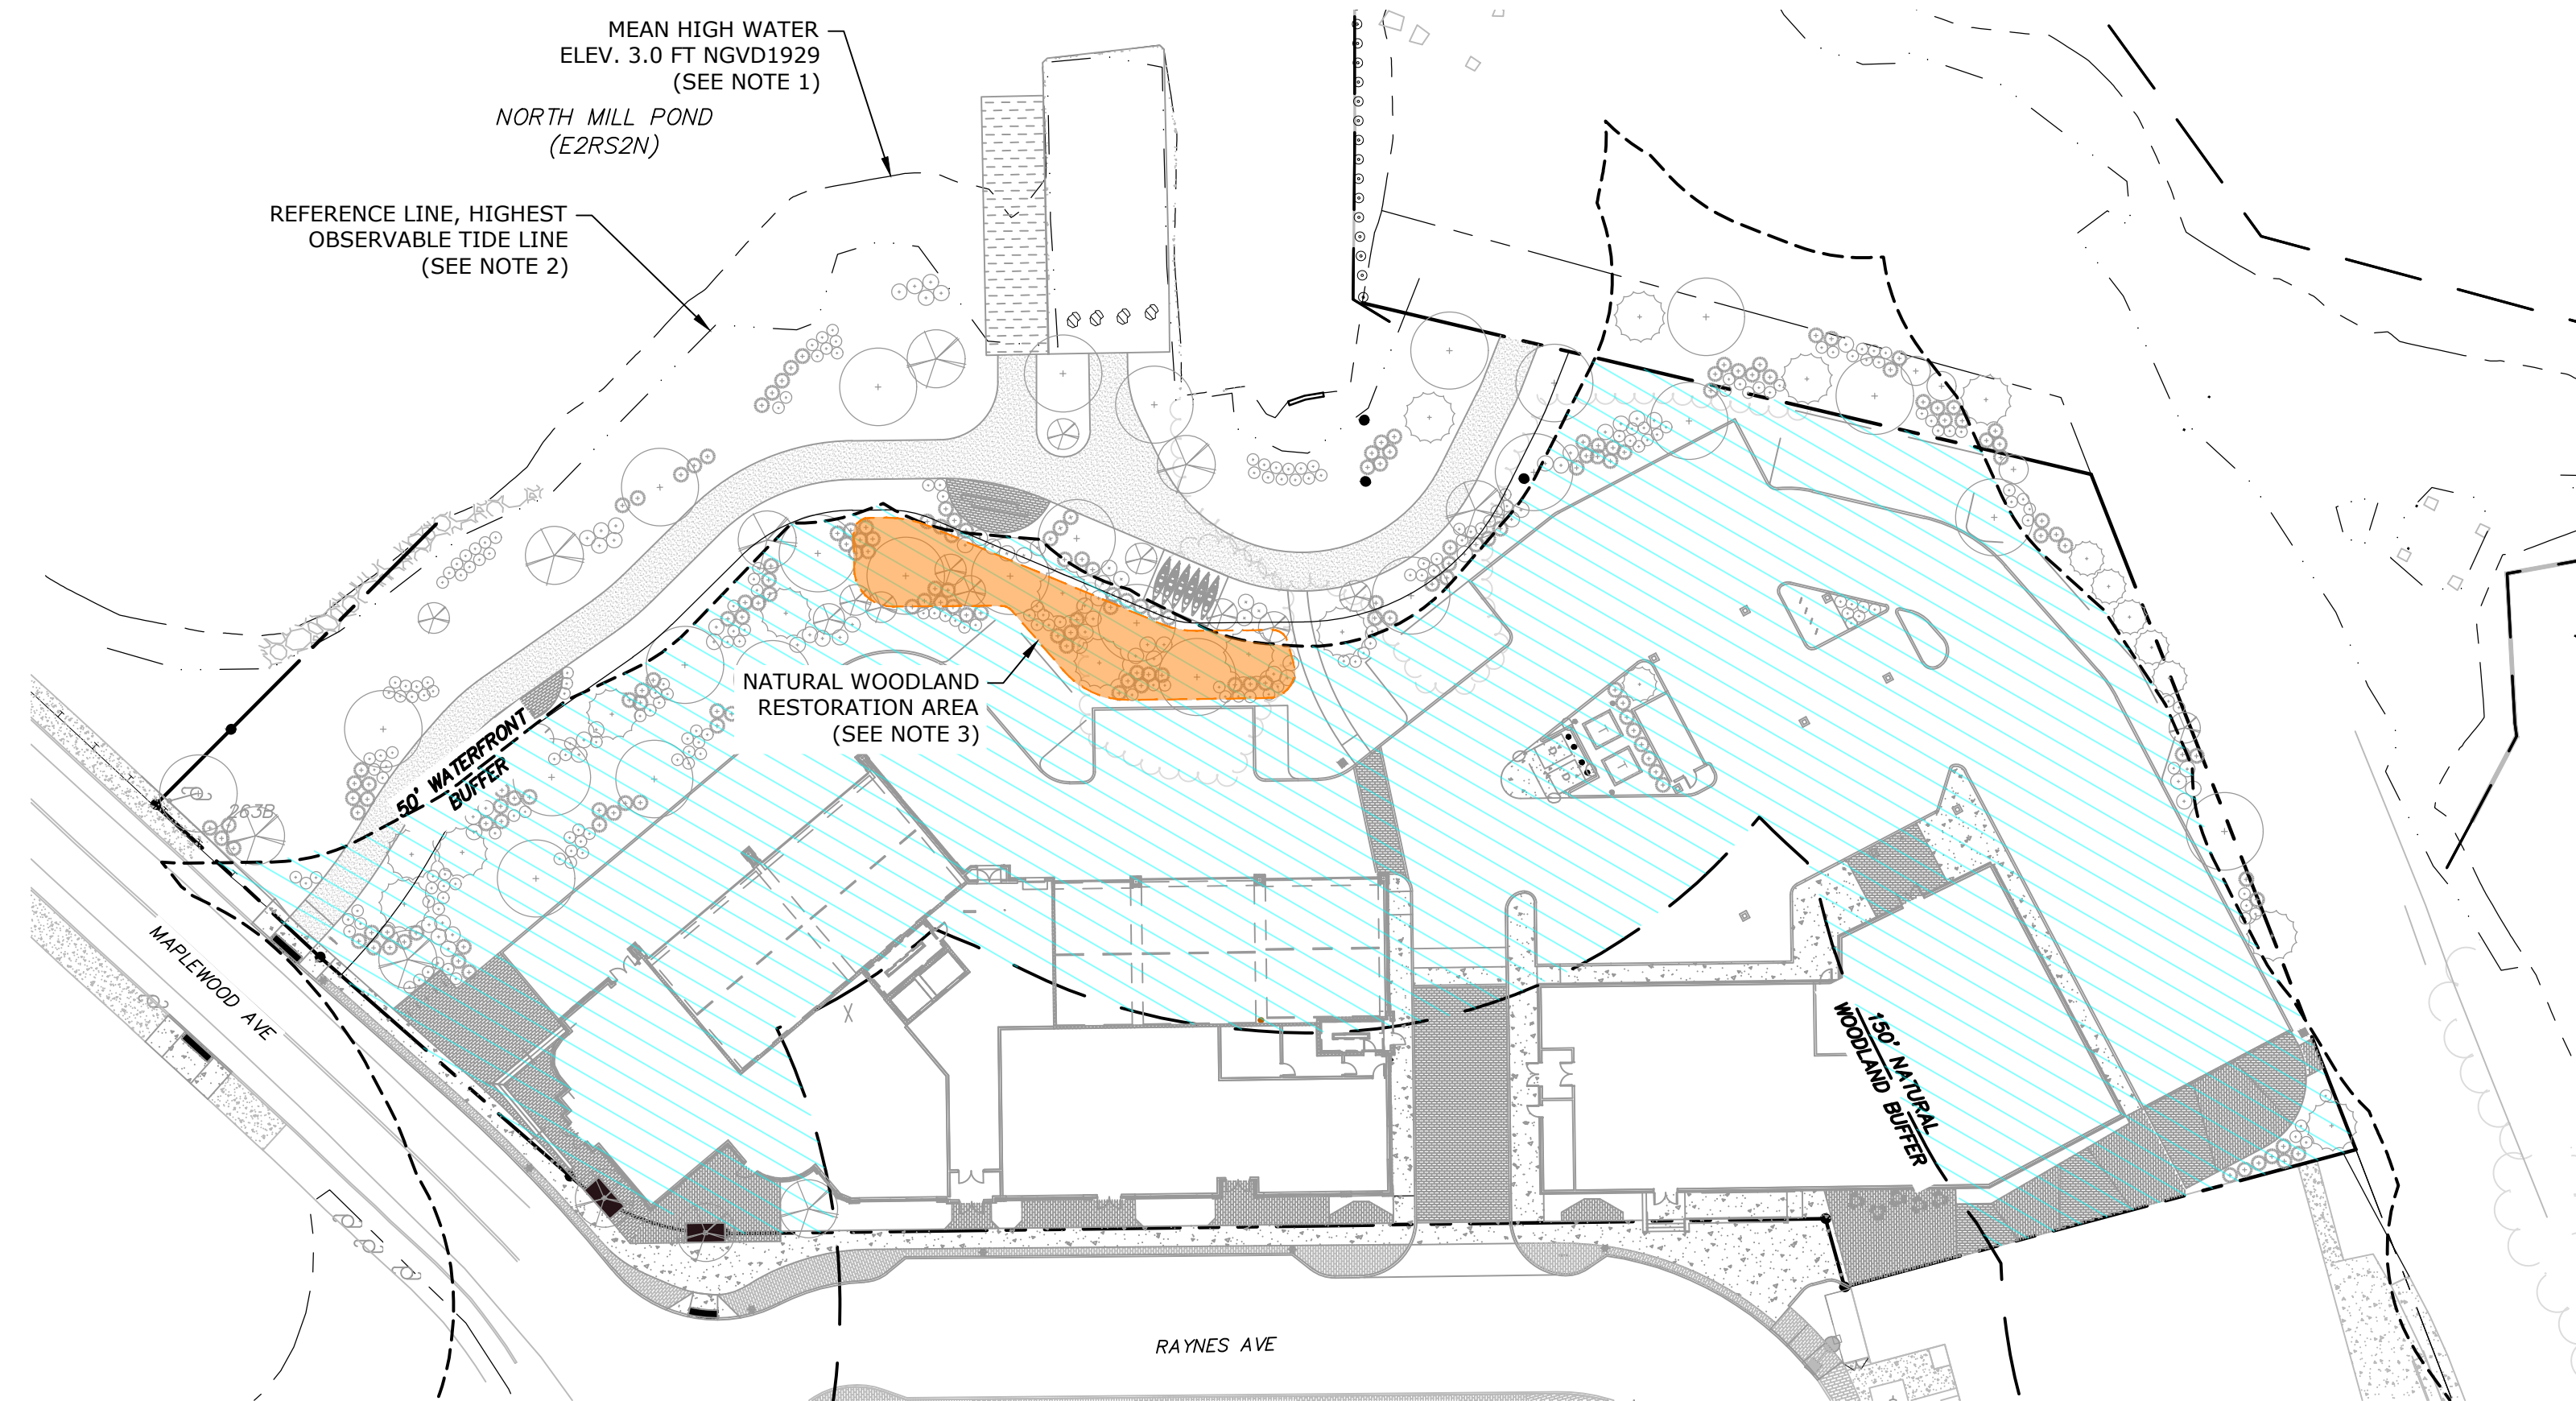 MEAN HIGH WATER
ELEV. 3.0 FT NGVD1929
(SEE NOTE 1)
NORTH MILL POND
(E2RS2N)
REFERENCE LINE, HIGHEST
OBSERVABLE TIDE LINE
(SEE NOTE 2)
NATURAL WOODLAND
RESTORATION AREA
(SEE NOTE 3)
50' WATERFRONT
BUFFER
263B
MAPLEWOOD AVE
150' NATURAL
WOODLAND BUFFER
RAYNES AVE